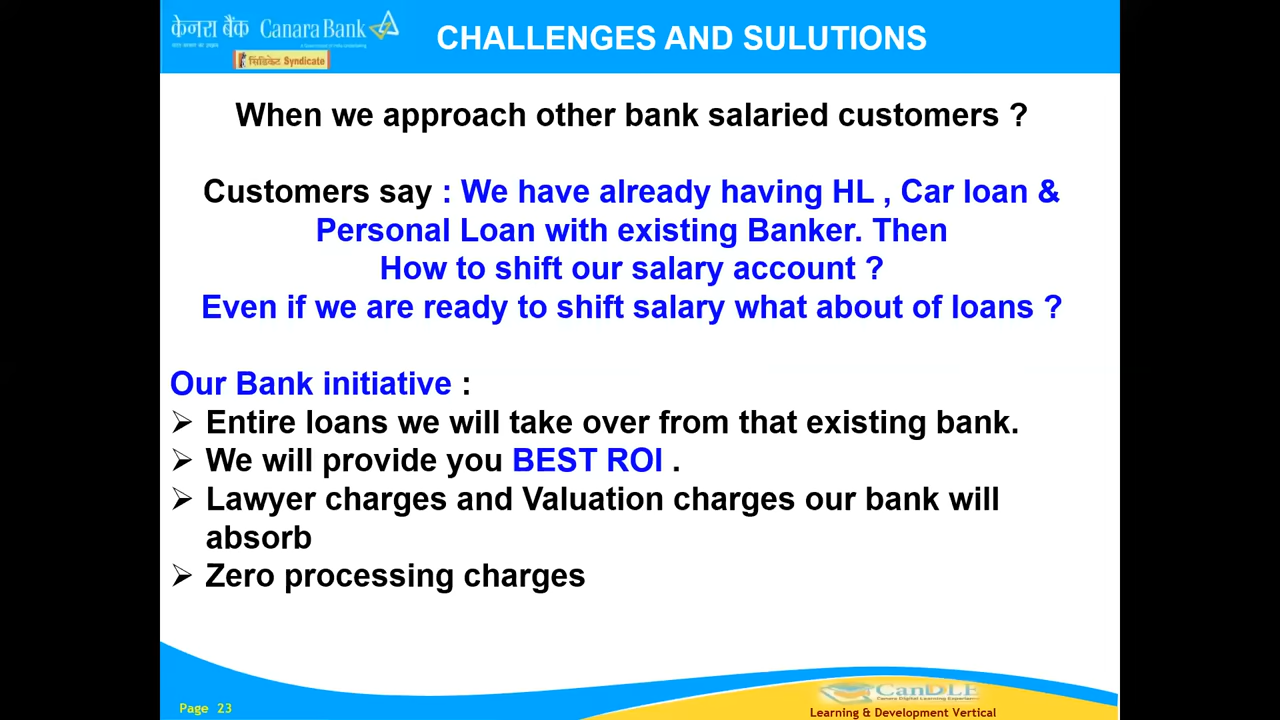 केनरा बैंक Canara Bank
सिंडिकेट Syndicate
CHALLENGES AND SULUTIONS
When we approach other bank salaried customers ?
Customers say : We have already having HL , Car loan &
Personal Loan with existing Banker. Then
How to shift our salary account ?
Even if we are ready to shift salary what about of loans ?
Our Bank initiative :
➢ Entire loans we will take over from that existing bank.
➢ We will provide you BEST ROI .
➢ Lawyer charges and Valuation charges our bank will
absorb
➢ Zero processing charges
CanDLE
Canara Digital Learning Experience
Page 23
Learning & Development Vertical